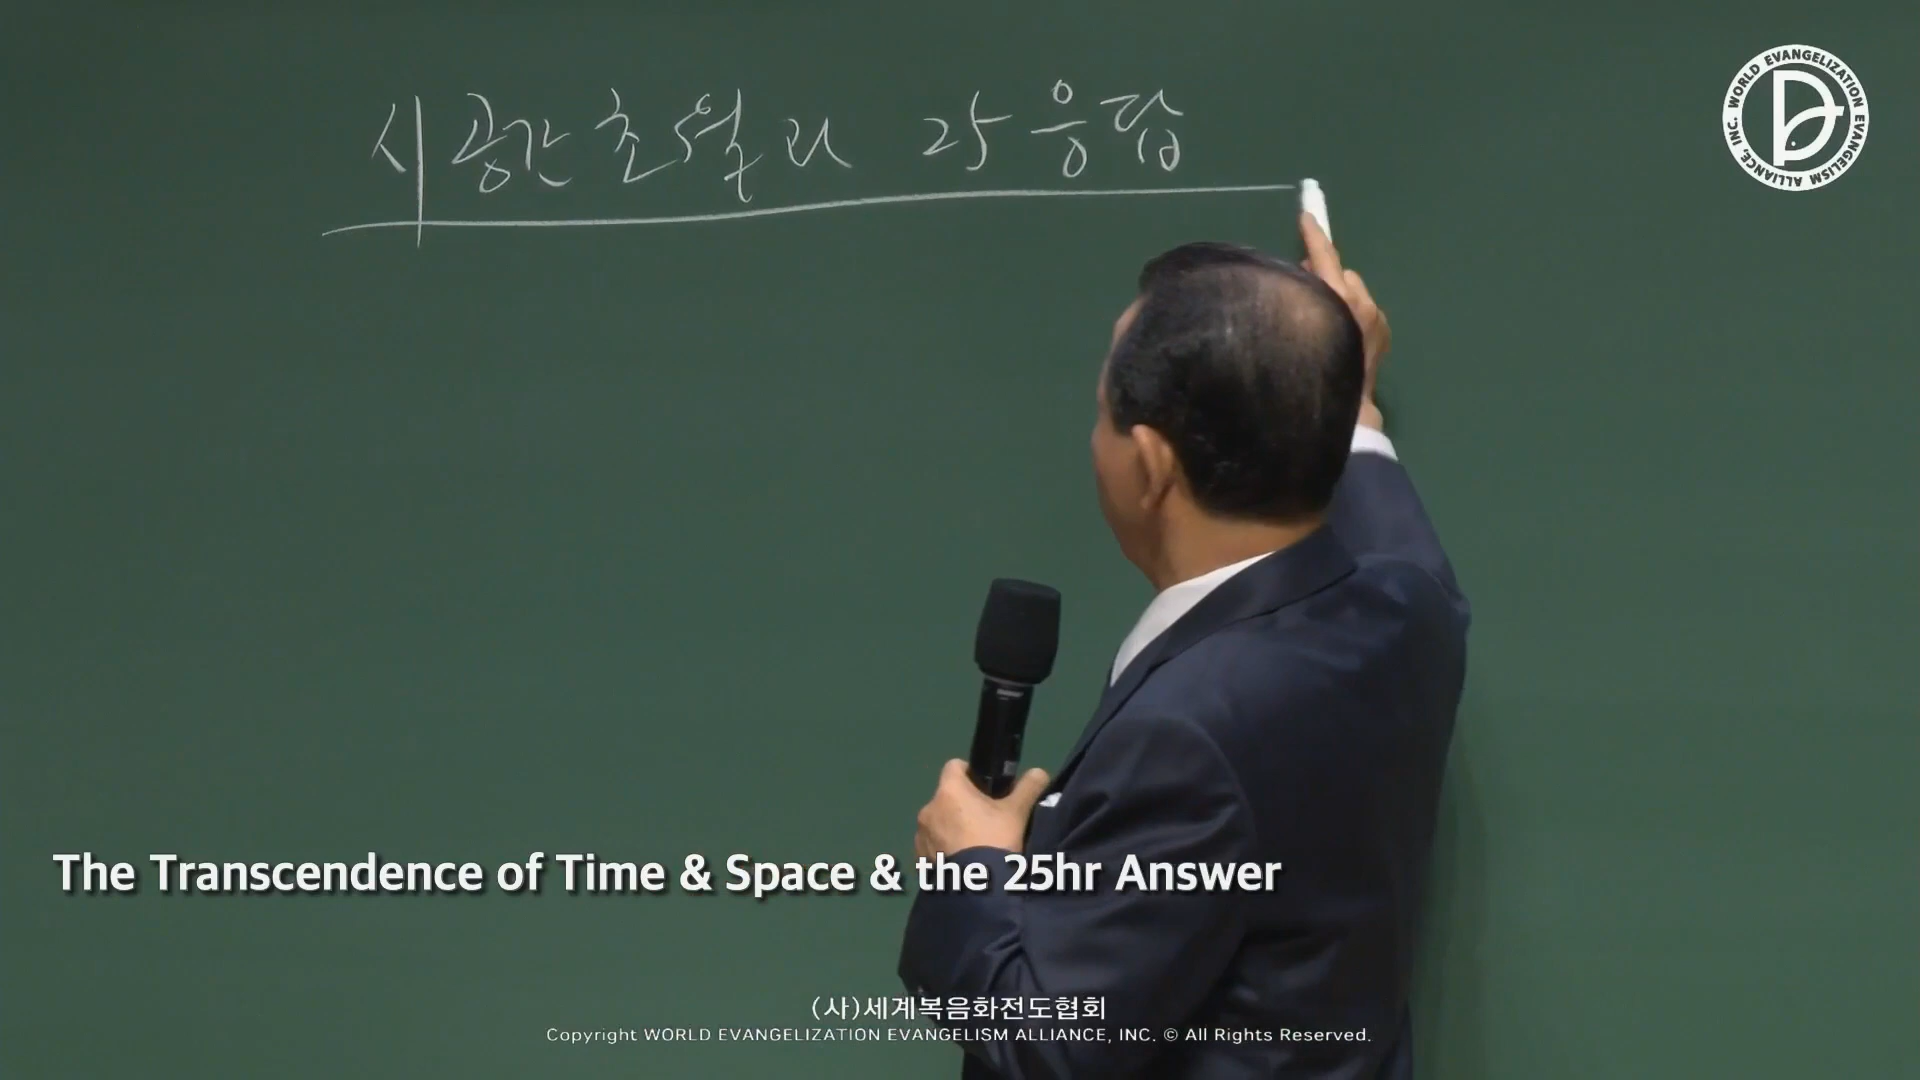 시공간초월과 25응답
WORLD EVANGELIZATION EVANGELISM ALLIANCE, INC.
The Transcendence of Time & Space & the 25hr Answer
(사)세계복음화전도협회
Copyright WORLD EVANGELIZATION EVANGELISM ALLIANCE, INC. © All Rights Reserved.